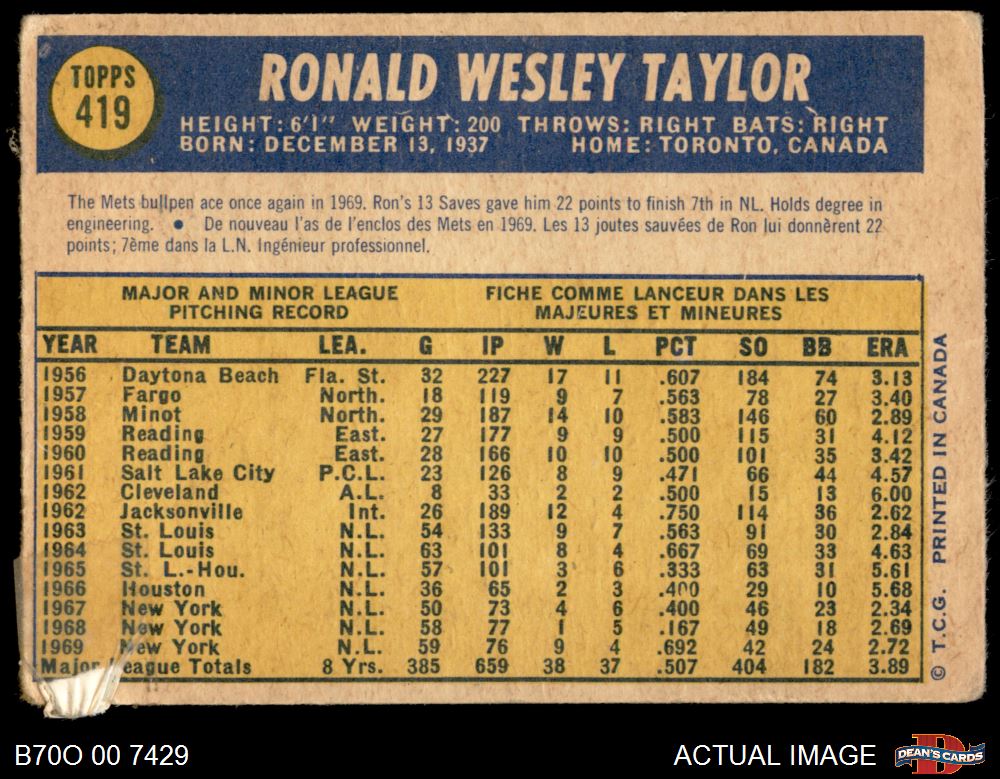 TOPPS
419
RONALD WESLEY TAYLOR
HEIGHT: 6'1" WEIGHT: 200 THROWS: RIGHT BATS: RIGHT
BORN: DECEMBER 13, 1937 HOME: TORONTO, CANADA
The Mets bullpen ace once again in 1969. Ron's 13 Saves gave him 22 points to finish 7th in NL. Holds degree in
engineering. ● De nouveau l'as de l'enclos des Mets en 1969. Les 13 joutes sauvées de Ron lui donnèrent 22
points; 7ème dans la L.N. Ingénieur professionnel.
MAJOR AND MINOR LEAGUE FICHE COMME LANCEUR DANS LES
PITCHING RECORD MAJEURES ET MINEURES
YEAR TEAM LEA. G IP W L PCT SO BB ERA
1956 Daytona Beach Fla. St. 32 227 17 11 .607 184 74 3.13
1957 Fargo North. 18 119 9 7 .563 78 27 3.40
1958 Minot North. 29 187 14 10 .583 146 60 2.89
1959 Reading East. 27 177 9 9 .500 115 31 4.12
1960 Reading East. 28 166 10 10 .500 101 35 3.42
1961 Salt Lake City P.C.L. 23 126 8 9 .471 66 44 4.57
1962 Cleveland A.L. 8 33 2 2 .500 15 13 6.00
1962 Jacksonville Int. 26 189 12 4 .750 114 36 2.62
1963 St. Louis N.L. 54 133 9 7 .563 91 30 2.84
1964 St. Louis N.L. 63 101 8 4 .667 69 33 4.63
1965 St. L.-Hou. N.L. 57 101 3 6 .333 63 31 5.61
1966 Houston N.L. 36 65 2 3 .400 29 10 5.68
1967 New York N.L. 50 73 4 6 .400 46 23 2.34
1968 New York N.L. 58 77 1 5 .167 49 18 2.69
1969 New York N.L. 59 76 9 4 .692 42 24 2.72
Major League Totals 8 Yrs. 385 659 38 37 .507 404 182 3.89
© T.C.G. PRINTED IN CANADA
B70O 00 7429 ACTUAL IMAGE
DEAN'S CARDS